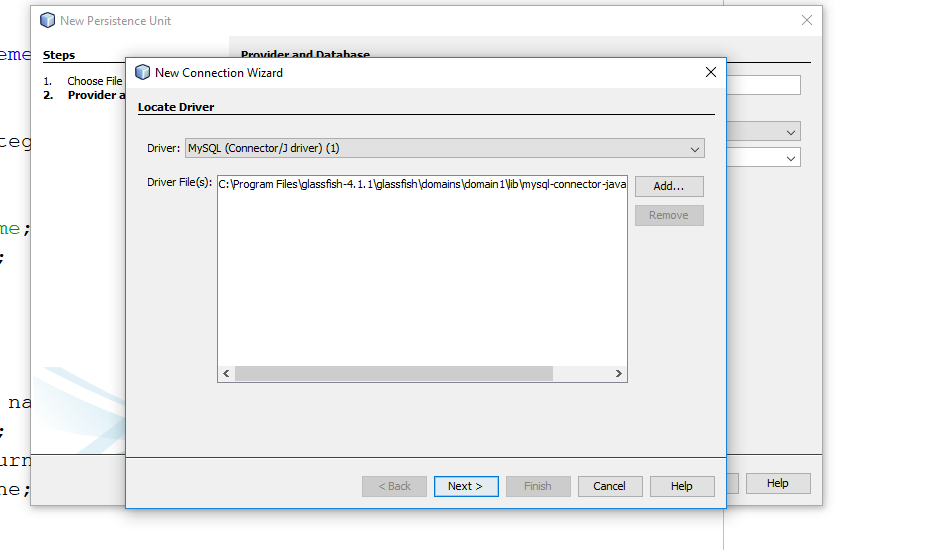 New Persistence Unit
Steps
Provider and Database
1. Choose File
2. Provider a
New Connection Wizard
Locate Driver
Driver: MySQL (Connector/J driver) (1)
Driver File(s): C:\Program Files\glassfish-4.1.1\glassfish\domains\domain1\lib\mysql-connector-java
Add...
Remove
< Back
Next >
Finish
Cancel
Help
Help
eme
teg
me;
;
na
;
urn
ne;